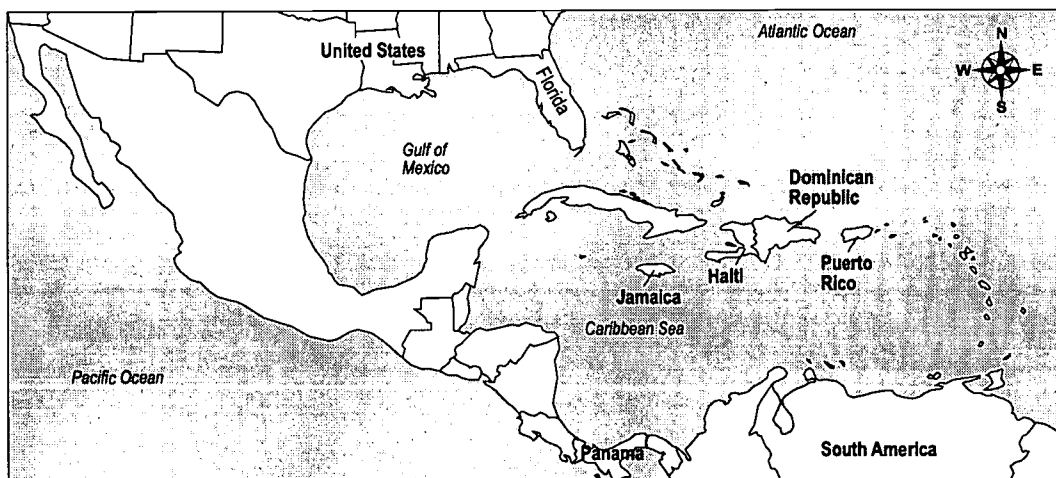 Atlantic Ocean
N
W E
S
United States
Florida
Gulf of
Mexico
Dominican
Republic
Haiti
Puerto
Rico
Jamaica
Caribbean Sea
Pacific Ocean
Panama
South America